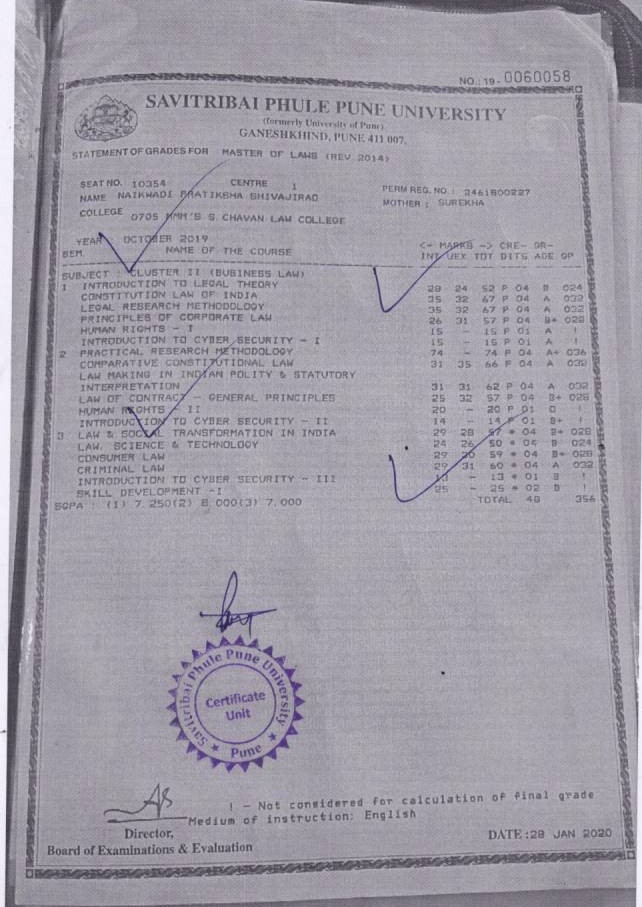 NO.: 19 - 0060058
SAVITRIBAI PHULE PUNE UNIVERSITY
(formerly University of Pune)
GANESHKHIND, PUNE 411 007.
STATEMENT OF GRADES FOR MASTER OF LAWS (REV 2014)
SEAT NO. 10354 CENTRE 1 PERM REG. NO. : 2461800227
NAME NAIKWADI PRATIKSHA SHIVAJIRAO MOTHER : SUREKHA
COLLEGE 0705 MMM'S S. CHAVAN LAW COLLEGE
YEAR OCTOBER 2019 <- MARKS -> CRE- GR-
SEM. NAME OF THE COURSE INT UEX TOT DITS ADE GP
SUBJECT : CLUSTER II (BUSINESS LAW)
1 INTRODUCTION TO LEGAL THEORY 28 24 52 P 04 B 024
CONSTITUTION LAW OF INDIA 35 32 67 P 04 A 032
LEGAL RESEARCH METHODOLOGY 35 32 67 P 04 A 032
PRINCIPLES OF CORPORATE LAW 26 31 57 P 04 B+ 028
HUMAN RIGHTS - I 15 - 15 P 01 A !
INTRODUCTION TO CYBER SECURITY - I 15 - 15 P 01 A !
2 PRACTICAL RESEARCH METHODOLOGY 74 - 74 P 04 A+ 036
COMPARATIVE CONSTITUTIONAL LAW 31 35 66 P 04 A 032
LAW MAKING IN INDIAN POLITY & STATUTORY
INTERPRETATION 31 31 62 P 04 A 032
LAW OF CONTRACT - GENERAL PRINCIPLES 25 32 57 P 04 B+ 028
HUMAN RIGHTS - II 20 - 20 P 01 O !
INTRODUCTION TO CYBER SECURITY - II 14 - 14 P 01 B+ !
3 LAW & SOCIAL TRANSFORMATION IN INDIA 29 28 57 * 04 B+ 028
LAW, SCIENCE & TECHNOLOGY 24 26 50 * 04 B 024
CONSUMER LAW 29 30 59 * 04 B+ 028
CRIMINAL LAW 29 31 60 * 04 A 032
INTRODUCTION TO CYBER SECURITY - III 13 - 13 * 01 B !
SKILL DEVELOPMENT -I 25 - 25 * 02 B !
SGPA : (1) 7.250(2) 8.000(3) 7.000 TOTAL 48 356
Savitribai Phule Pune University
Certificate
Unit
Pune
! - Not considered for calculation of final grade
Medium of instruction: English
Director,
Board of Examinations & Evaluation
DATE :28 JAN 2020